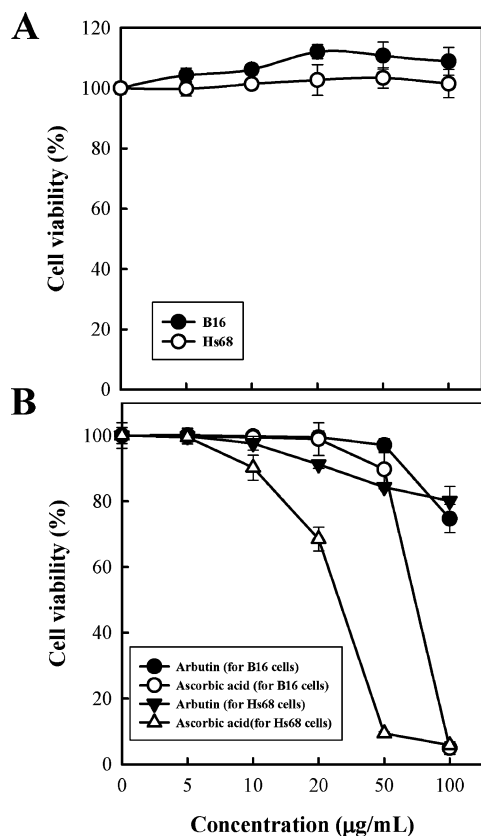 A
120
100
80
60
40
20
0
Cell viability (%)
B16
Hs68
B
100
80
60
40
20
0
Cell viability (%)
Arbutin (for B16 cells)
Ascorbic acid (for B16 cells)
Arbutin (for Hs68 cells)
Ascorbic acid(for Hs68 cells)
0 5 10 20 50 100
Concentration (μg/mL)